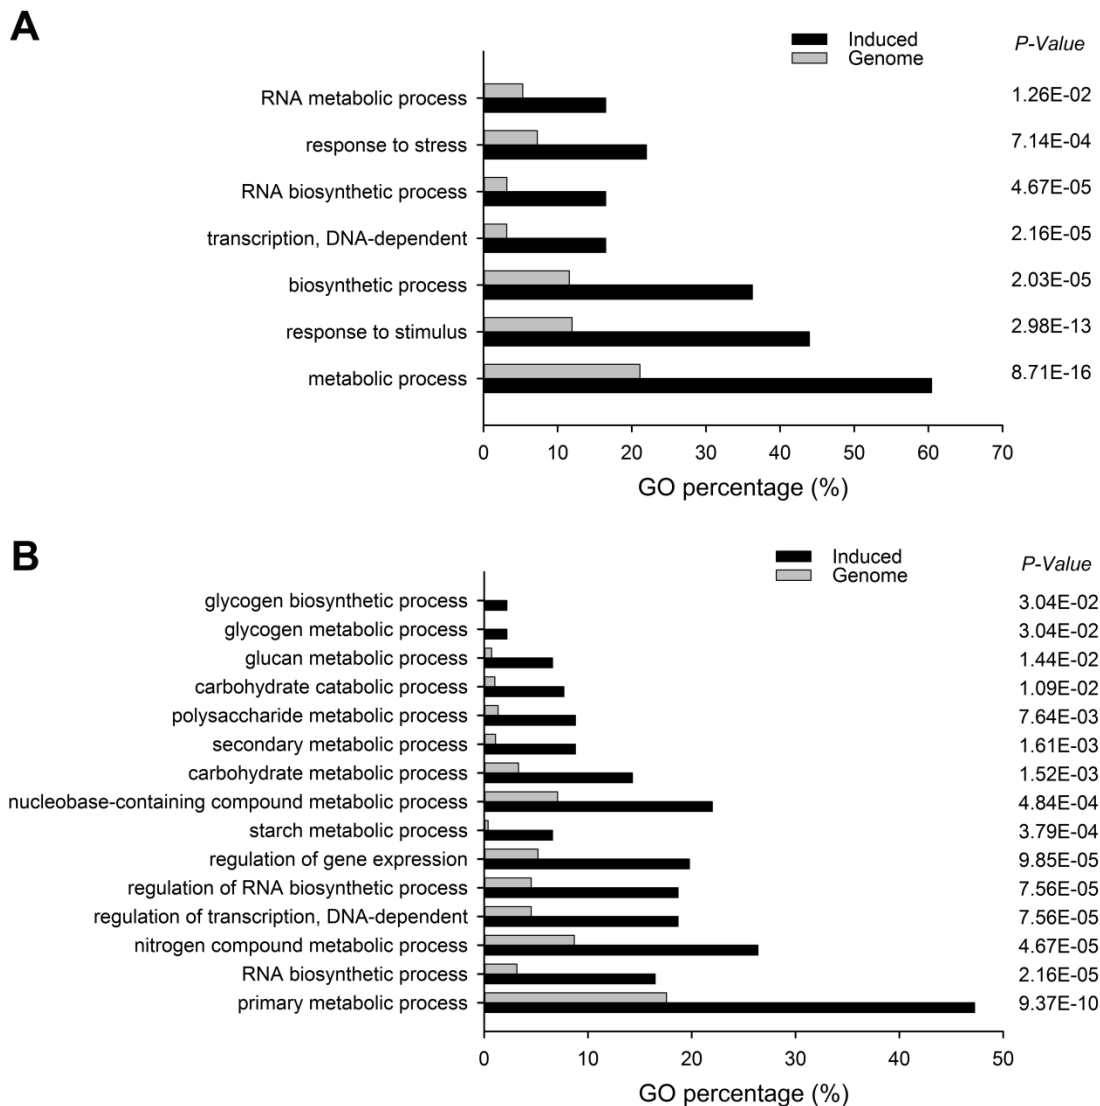 A
Induced
Genome
P-Value
RNA metabolic process 1.26E-02
response to stress 7.14E-04
RNA biosynthetic process 4.67E-05
transcription, DNA-dependent 2.16E-05
biosynthetic process 2.03E-05
response to stimulus 2.98E-13
metabolic process 8.71E-16
0 10 20 30 40 50 60 70
GO percentage (%)
B
Induced
Genome
P-Value
glycogen biosynthetic process 3.04E-02
glycogen metabolic process 3.04E-02
glucan metabolic process 1.44E-02
carbohydrate catabolic process 1.09E-02
polysaccharide metabolic process 7.64E-03
secondary metabolic process 1.61E-03
carbohydrate metabolic process 1.52E-03
nucleobase-containing compound metabolic process 4.84E-04
starch metabolic process 3.79E-04
regulation of gene expression 9.85E-05
regulation of RNA biosynthetic process 7.56E-05
regulation of transcription, DNA-dependent 7.56E-05
nitrogen compound metabolic process 4.67E-05
RNA biosynthetic process 2.16E-05
primary metabolic process 9.37E-10
0 10 20 30 40 50
GO percentage (%)